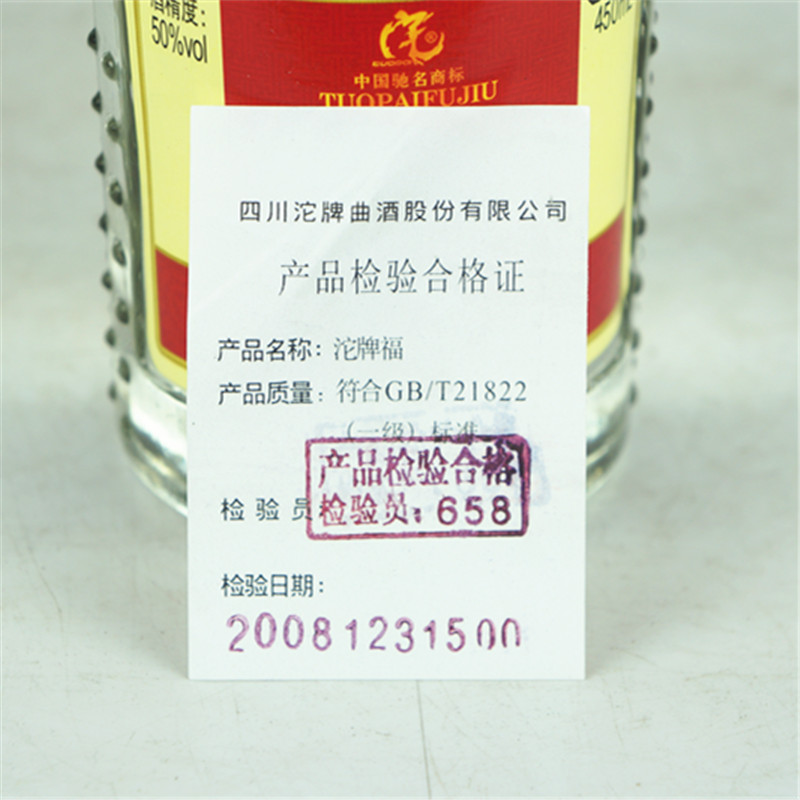 酒精度:
50%vol
450mL
®
中国驰名商标
TUOPAIFUJIU
四川沱牌曲酒股份有限公司
产品检验合格证
产品名称：沱牌福
产品质量：符合GB/T21822
（一级）标准
产品检验合格
检验员
检验员：658
检验日期：
20081231500